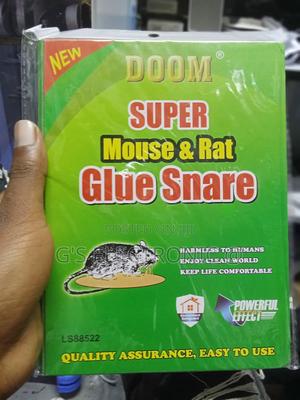 NEW
DOOM®
SUPER
Mouse & Rat
Glue Snare
HARMLESS TO HUMANS
ENJOY CLEAN WORLD
KEEP LIFE COMFORTABLE
POWERFUL
EFFECT
LS88522
QUALITY ASSURANCE, EASY TO USE